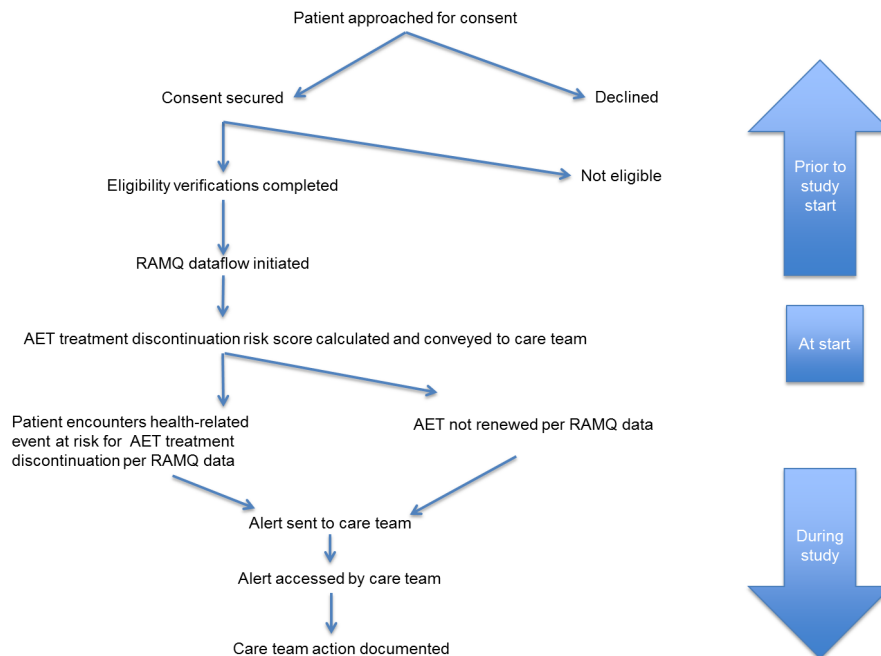 Patient approached for consent
Consent secured
Declined
Eligibility verifications completed
Not eligible
Prior to
study
start
RAMQ dataflow initiated
AET treatment discontinuation risk score calculated and conveyed to care team
At start
Patient encounters health-related
event at risk for AET treatment
discontinuation per RAMQ data
AET not renewed per RAMQ data
Alert sent to care team
During
study
Alert accessed by care team
Care team action documented